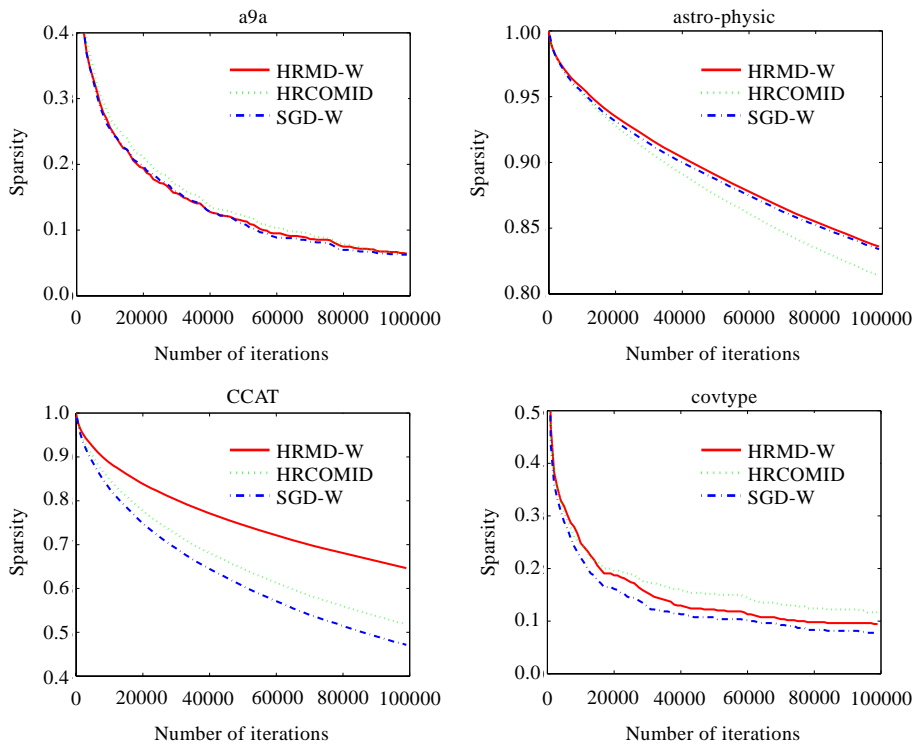 a9a
0.4
0.3
0.2
0.1
0.0
Sparsity
HRMD-W
HRCOMID
SGD-W
0 20000 40000 60000 80000 100000
Number of iterations
astro-physic
1.00
0.95
0.90
0.85
0.80
Sparsity
HRMD-W
HRCOMID
SGD-W
0 20000 40000 60000 80000 100000
Number of iterations
CCAT
1.0
0.9
0.8
0.7
0.6
0.5
0.4
Sparsity
HRMD-W
HRCOMID
SGD-W
0 20000 40000 60000 80000 100000
Number of iterations
covtype
0.5
0.4
0.3
0.2
0.1
0.0
Sparsity
HRMD-W
HRCOMID
SGD-W
0 20000 40000 60000 80000 100000
Number of iterations